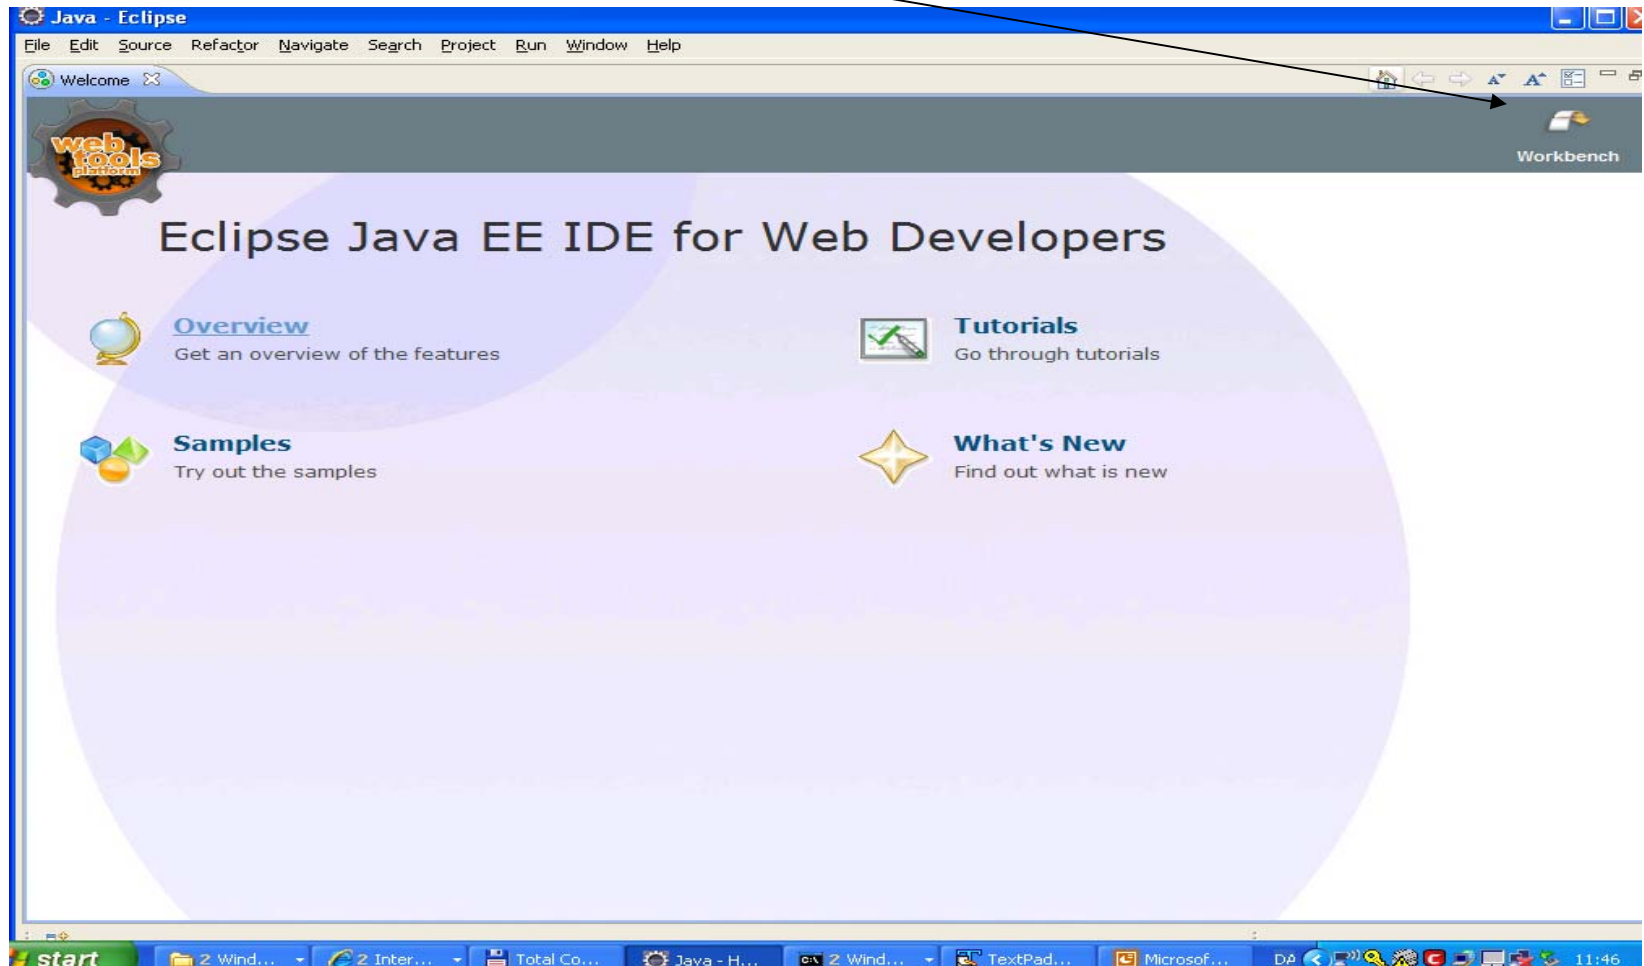 Java - Eclipse
File Edit Source Refactor Navigate Search Project Run Window Help
Welcome
web
tools
platform
Workbench
Eclipse Java EE IDE for Web Developers
Overview
Get an overview of the features
Tutorials
Go through tutorials
Samples
Try out the samples
What's New
Find out what is new
start 2 Wind... 2 Inter... Total Co... Java - H... 2 Wind... TextPad... Microsof... DA 11:46